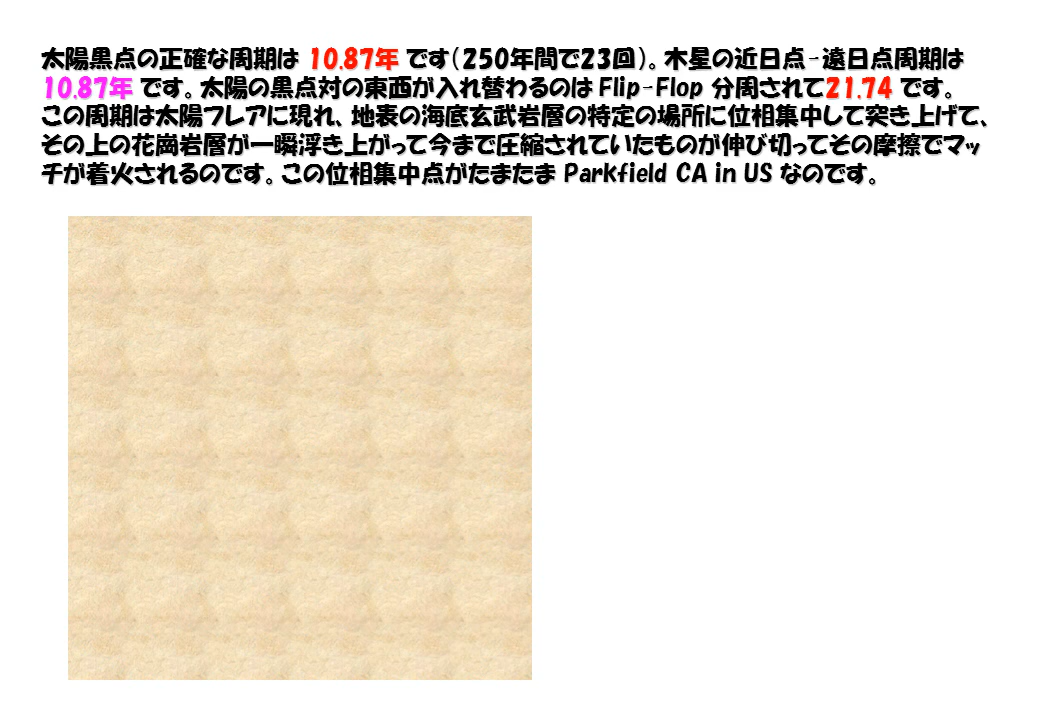 太陽黒点の正確な周期は 10.87年 です(250年間で23回)。木星の近日点-遠日点周期は
10.87年 です。太陽の黒点対の東西が入れ替わるのは Flip-Flop 分周されて21.74 です。
この周期は太陽フレアに現れ、地表の海底玄武岩層の特定の場所に位相集中して突き上げて、
その上の花崗岩層が一瞬浮き上がって今まで圧縮されていたものが伸び切ってその摩擦でマッ
チが着火されるのです。この位相集中点がたまたま Parkfield CA in US なのです。